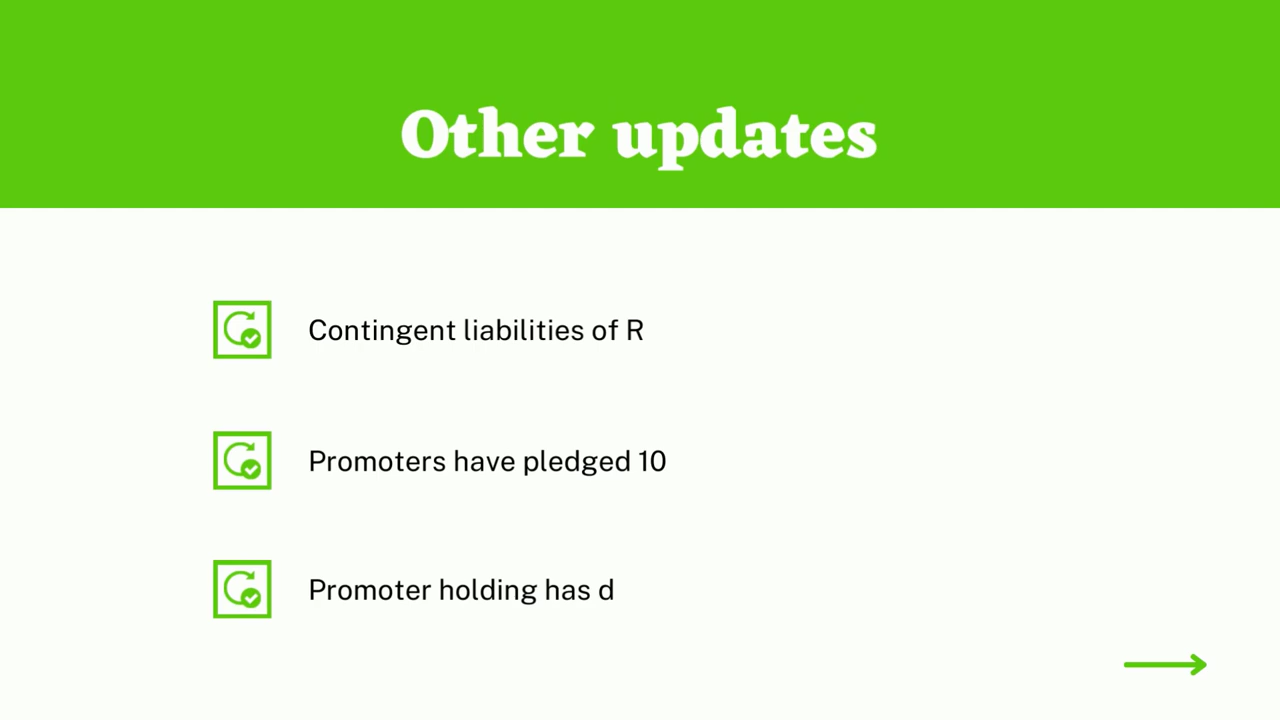 Other updates
Contingent liabilities of R
Promoters have pledged 10
Promoter holding has d